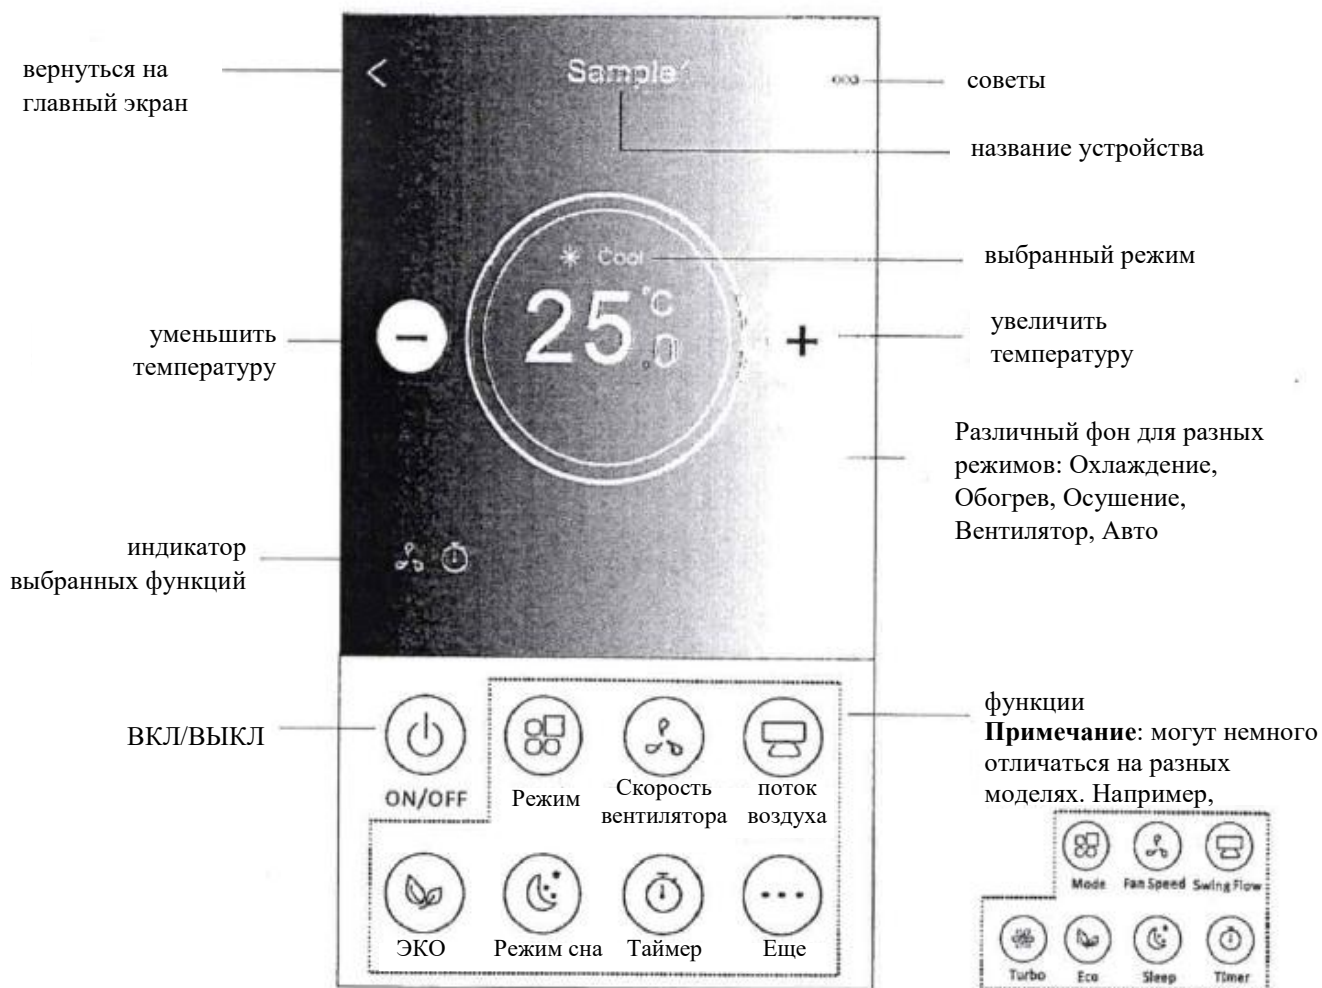 вернуться на
главный экран
Sample
советы
название устройства
Cool
выбранный режим
25.0 °C
уменьшить
температуру
увеличить
температуру
Различный фон для разных
режимов: Охлаждение,
Обогрев, Осушение,
Вентилятор, Авто
индикатор
выбранных функций
функции
Примечание: могут немного
отличаться на разных
моделях. Например,
ВКЛ/ВЫКЛ
ON/OFF
Режим
Скорость
вентилятора
поток
воздуха
ЭКО
Режим сна
Таймер
Еще
Mode
Fan Speed
Swing Flow
Turbo
Eco
Sleep
Timer